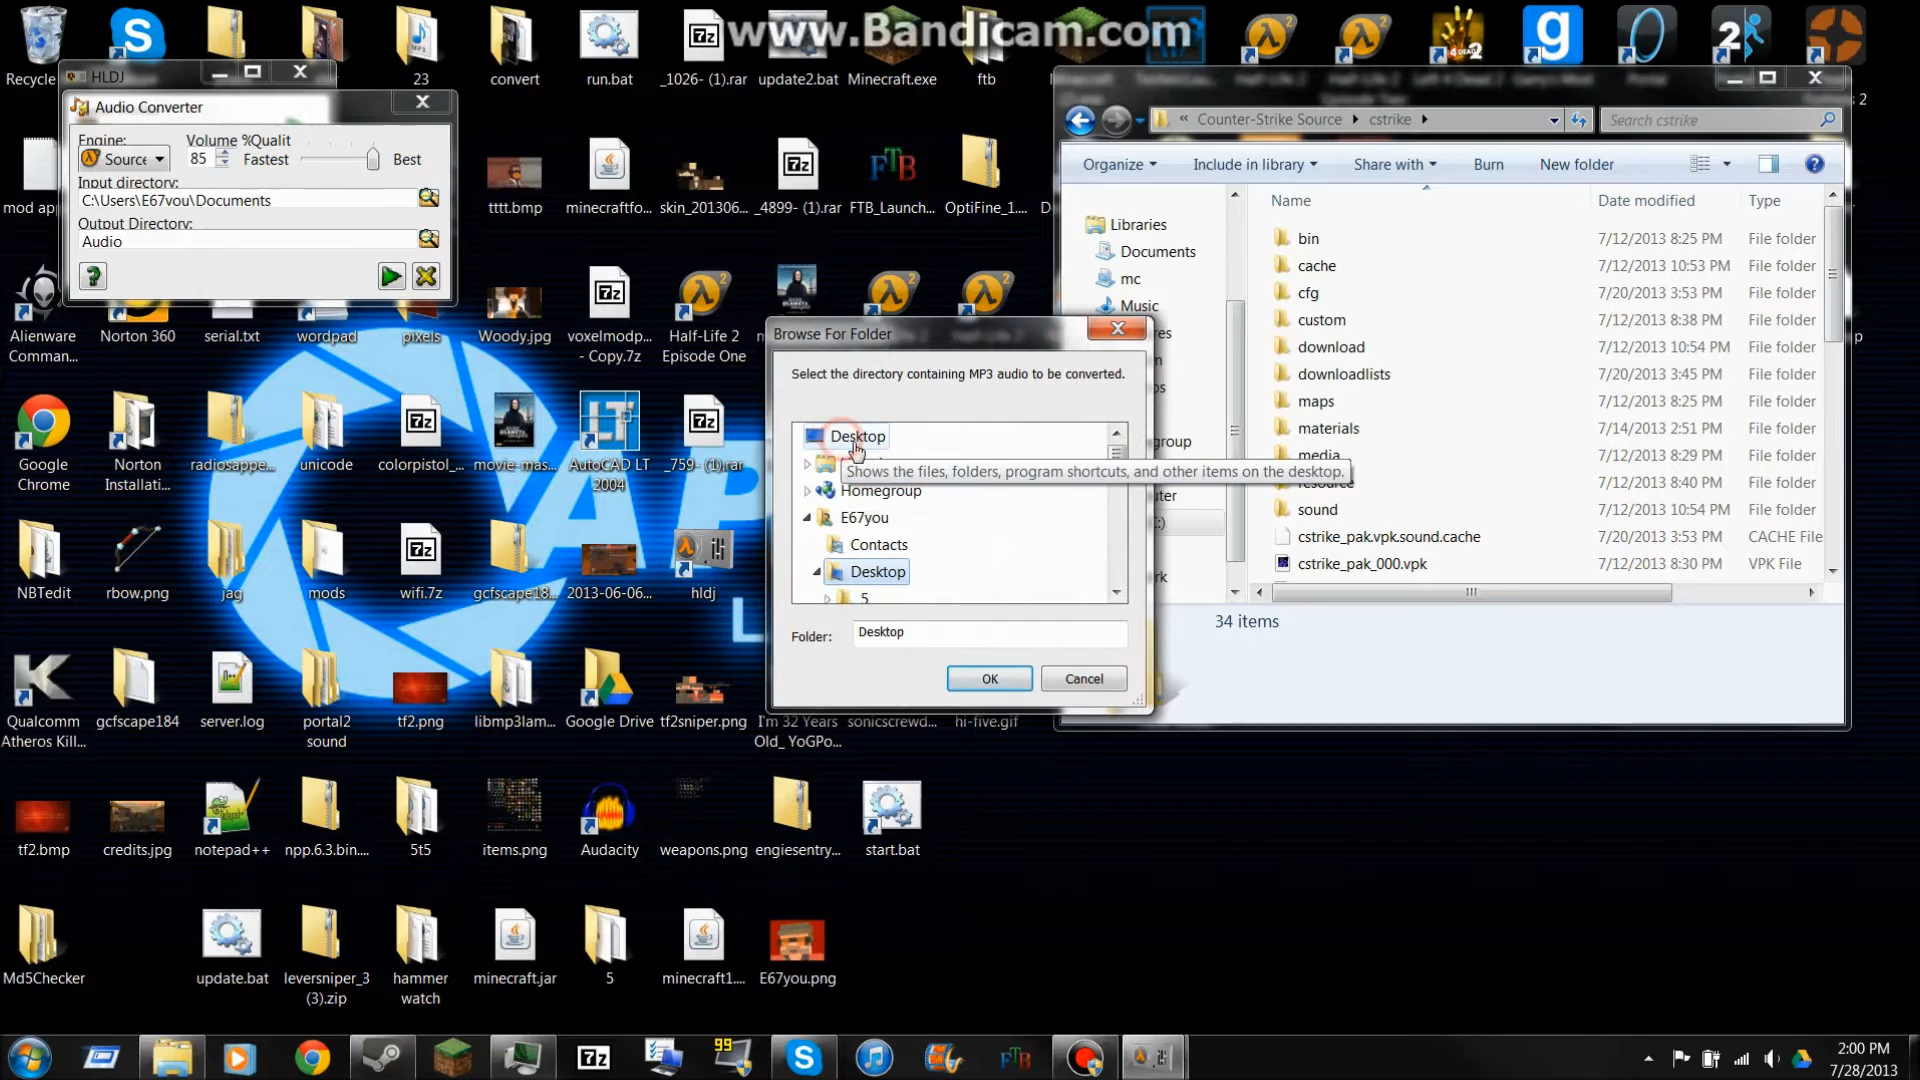 www.Bandicam.com
Recycle
23
convert
run.bat
_1026- (1).rar
update2.bat
Minecraft.exe
ftb
HLDJ
Audio Converter
Engine:
Volume %
Qualit
Source
85
Fastest
Best
Input directory:
C:\Users\E67you\Documents
Output Directory:
Audio
Counter-Strike Source
cstrike
Search cstrike
Organize
Include in library
Share with
Burn
New folder
Name
Date modified
Type
Libraries
Documents
mc
Music
bin 7/12/2013 8:25 PM File folder
cache 7/12/2013 10:53 PM File folder
cfg 7/20/2013 3:53 PM File folder
custom 7/12/2013 8:38 PM File folder
download 7/12/2013 10:54 PM File folder
downloadlists 7/20/2013 3:45 PM File folder
maps 7/12/2013 8:25 PM File folder
materials 7/14/2013 2:51 PM File folder
media 7/12/2013 8:29 PM File folder
resource 7/12/2013 8:40 PM File folder
sound 7/12/2013 10:54 PM File folder
cstrike_pak.vpk.sound.cache 7/20/2013 3:53 PM CACHE File
cstrike_pak_000.vpk 7/12/2013 8:30 PM VPK File
34 items
mod ap
tttt.bmp
minecraftfo...
skin_201306...
_4899- (1).rar
FTB_Launch...
OptiFine_1....
Browse For Folder
Select the directory containing MP3 audio to be converted.
Desktop
Shows the files, folders, program shortcuts, and other items on the desktop.
Homegroup
E67you
Contacts
Desktop
5
Folder:
Desktop
OK
Cancel
Alienware
Comman...
Norton 360
serial.txt
wordpad
pixels
Woody.jpg
voxelmodp...
- Copy.7z
Half-Life 2
Episode One
Google
Chrome
Norton
Installati...
radiosappe...
unicode
colorpistol_...
movie-mas...
AutoCAD LT
2004
_759- (1).rar
NBTedit
rbow.png
jag
mods
wifi.7z
gcfscape18...
2013-06-06...
hldj
Qualcomm
Atheros Kill...
gcfscape184
server.log
portal2
sound
tf2.png
libmp3lam...
Google Drive
tf2sniper.png
I'm 32 Years
Old_ YoGPo...
sonicscrewd...
hi-five.gif
tf2.bmp
credits.jpg
notepad++
npp.6.3.bin....
5t5
items.png
Audacity
weapons.png
engiesentry...
start.bat
Md5Checker
update.bat
leversniper_3
(3).zip
hammer
watch
minecraft.jar
5
minecraft1....
E67you.png
99
2:00 PM
7/28/2013